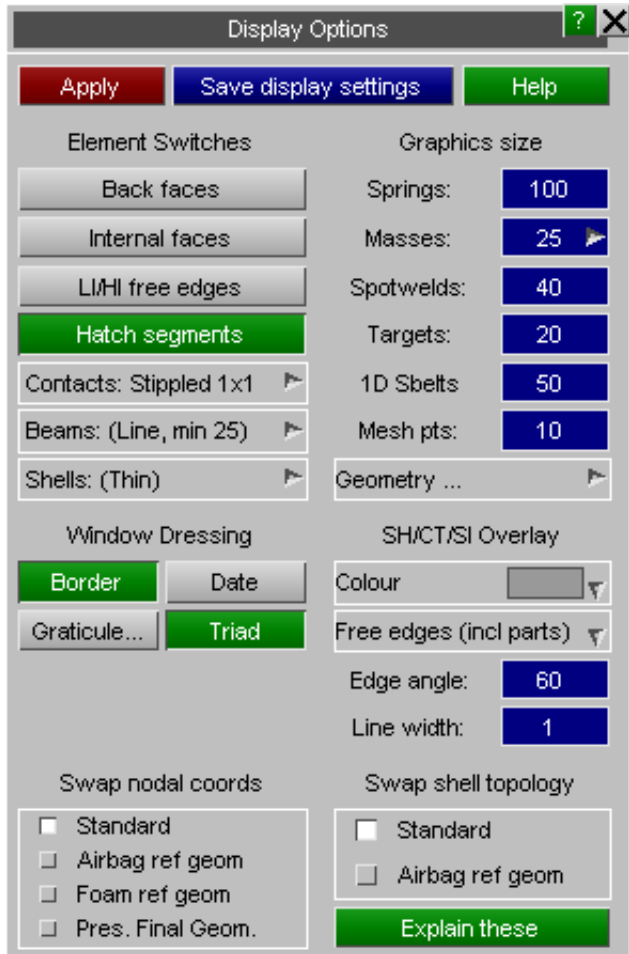 Display Options
?
Apply
Save display settings
Help
Element Switches
Back faces
Internal faces
LI/HI free edges
Hatch segments
Contacts: Stippled 1x1
Beams: (Line, min 25)
Shells: (Thin)
Graphics size
Springs: 100
Masses: 25
Spotwelds: 40
Targets: 20
1D Sbelts 50
Mesh pts: 10
Geometry ...
Window Dressing
Border
Date
Graticule...
Triad
SH/CT/SI Overlay
Colour
Free edges (incl parts)
Edge angle: 60
Line width: 1
Swap nodal coords
Standard
Airbag ref geom
Foam ref geom
Pres. Final Geom.
Swap shell topology
Standard
Airbag ref geom
Explain these